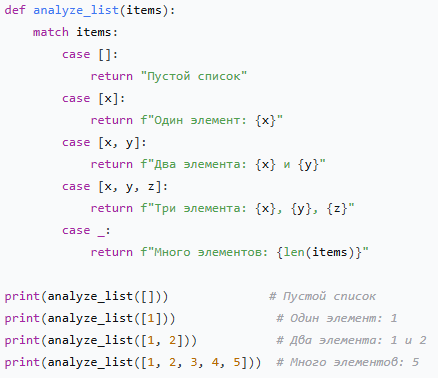 def analyze_list(items):
    match items:
        case []:
            return "Пустой список"
        case [x]:
            return f"Один элемент: {x}"
        case [x, y]:
            return f"Два элемента: {x} и {y}"
        case [x, y, z]:
            return f"Три элемента: {x}, {y}, {z}"
        case _:
            return f"Много элементов: {len(items)}"

print(analyze_list([]))              # Пустой список
print(analyze_list([1]))              # Один элемент: 1
print(analyze_list([1, 2]))           # Два элемента: 1 и 2
print(analyze_list([1, 2, 3, 4, 5]))  # Много элементов: 5